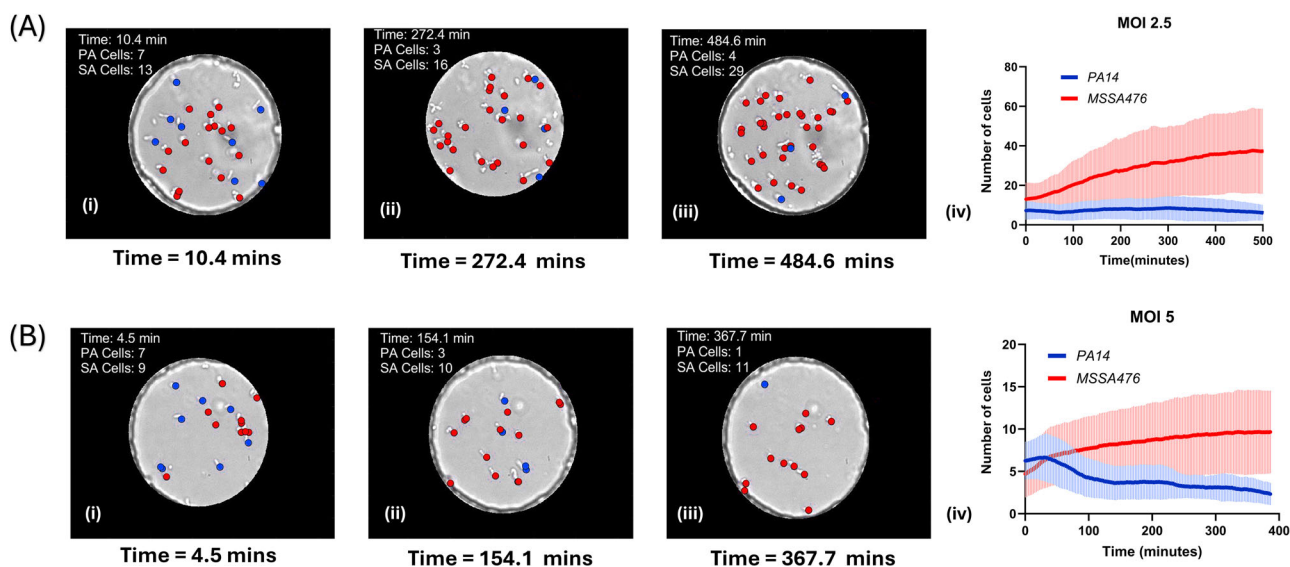 (A)
Time: 10.4 min
PA Cells: 7
SA Cells: 13
(i)
Time = 10.4 mins
Time: 272.4 min
PA Cells: 3
SA Cells: 16
(ii)
Time = 272.4 mins
Time: 484.6 min
PA Cells: 4
SA Cells: 29
(iii)
Time = 484.6 mins
MOI 2.5
PA14
MSSA476
Number of cells
80
60
40
20
0
0 100 200 300 400 500
Time(minutes)
(iv)
(B)
Time: 4.5 min
PA Cells: 7
SA Cells: 9
(i)
Time = 4.5 mins
Time: 154.1 min
PA Cells: 3
SA Cells: 10
(ii)
Time = 154.1 mins
Time: 367.7 min
PA Cells: 1
SA Cells: 11
(iii)
Time = 367.7 mins
MOI 5
PA14
MSSA476
Number of cells
20
15
10
5
0
0 100 200 300 400
Time (minutes)
(iv)